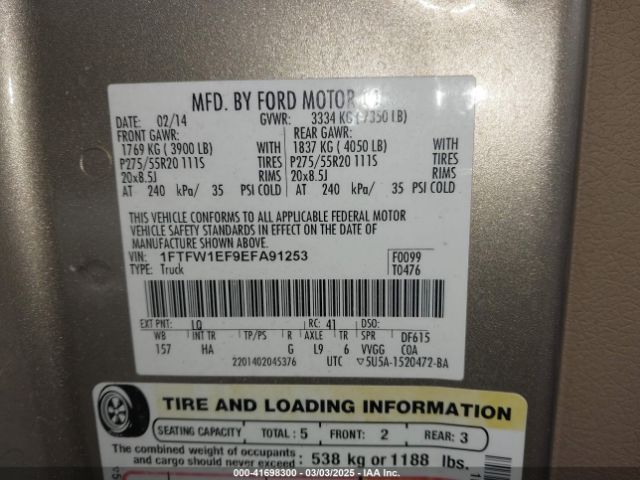 MFD. BY FORD MOTOR CO
DATE: 02/14 GVWR: 3334 KG (7350 LB)
FRONT GAWR: REAR GAWR:
1769 KG ( 3900 LB) WITH 1837 KG ( 4050 LB) WITH
P275/55R20 111S TIRES P275/55R20 111S TIRES
20x8.5J RIMS 20x8.5J RIMS
AT 240 kPa/ 35 PSI COLD AT 240 kPa/ 35 PSI COLD
THIS VEHICLE CONFORMS TO ALL APPLICABLE FEDERAL MOTOR
VEHICLE SAFETY STANDARDS IN EFFECT ON THE DATE OF
MANUFACTURE SHOWN ABOVE.
VIN: 1FTFW1EF9EFA91253 F0099
TYPE: Truck T0476
EXT PNT: LQ RC: 41 DSO:
WB INT TR TP/PS R AXLE TR SPR DF615
157 HA G L9 6 VVGG COA
2201402045376 UTC ▽5U5A-1520472-BA
TIRE AND LOADING INFORMATION
SEATING CAPACITY TOTAL : 5 FRONT: 2 REAR: 3
The combined weight of occupants
and cargo should never exceed : 538 kg or 1188 lbs.
000-41698300 - 03/03/2025 - IAA Inc.